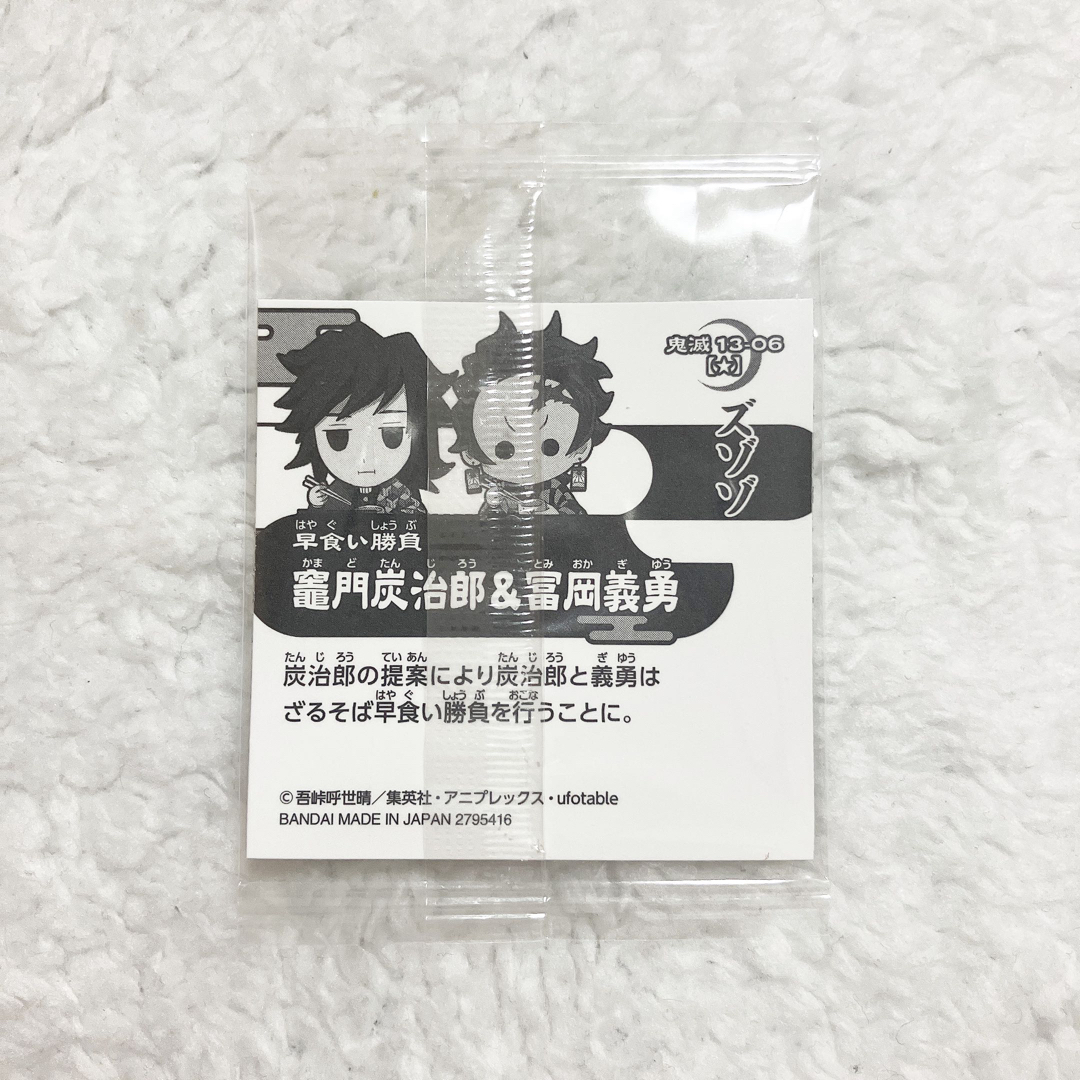 鬼滅 13-06
[★]
ズゾゾ
はや ぐ しょう ぶ
早食い勝負
かま ど たん じ ろう とみ おか ぎ ゆう
竈門炭治郎&冨岡義勇
たん じ ろう てい あん たん じ ろう ぎ ゆう
炭治郎の提案により炭治郎と義勇は
はや ぐ しょう ぶ おこな
ざるそば早食い勝負を行うことに。
©吾峠呼世晴/集英社・アニプレックス・ufotable
BANDAI MADE IN JAPAN 2795416